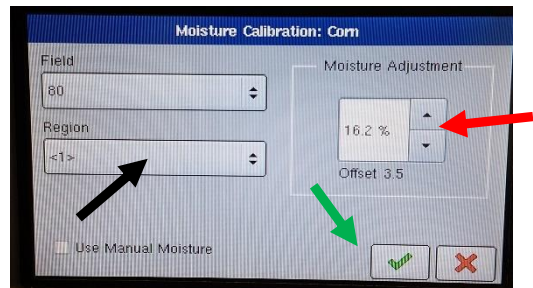 Moisture Calibration: Corn
Field
80
Region
<1>
Use Manual Moisture
Moisture Adjustment
16.2 %
Offset 3.5